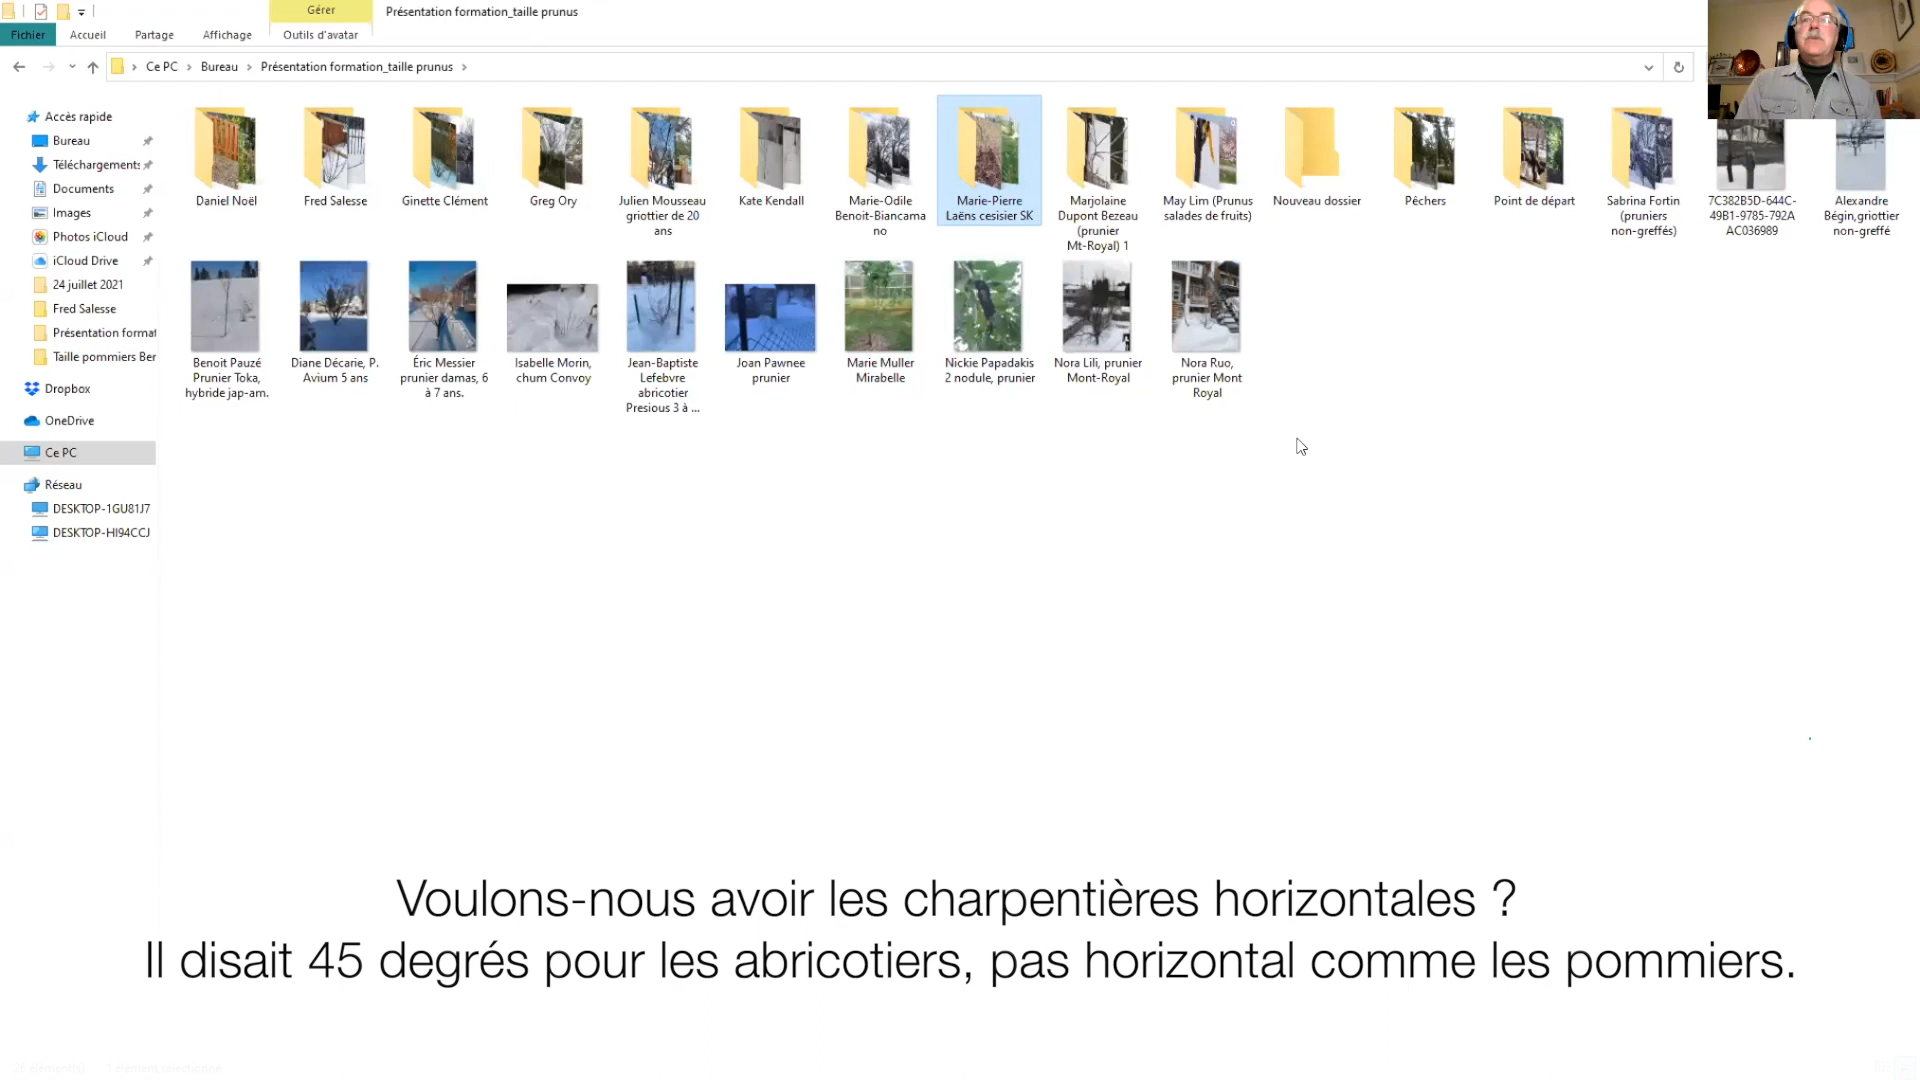 Gérer
Présentation formation_taille prunus
Fichier
Accueil
Partage
Affichage
Outils d'avatar
Ce PC
Bureau
Présentation formation_taille prunus
Accès rapide
Bureau
Téléchargements
Documents
Images
Photos iCloud
iCloud Drive
24 juillet 2021
Fred Salesse
Présentation format
Taille pommiers Ber
Dropbox
OneDrive
Ce PC
Réseau
DESKTOP-1GU81J7
DESKTOP-HI94CCJ
Daniel Noël
Fred Salesse
Ginette Clément
Greg Ory
Julien Mousseau
griottier de 20
ans
Kate Kendall
Marie-Odile
Benoit-Biancama
no
Marie-Pierre
Laëns cesisier SK
Marjolaine
Dupont Bezeau
(prunier
Mt-Royal) 1
May Lim (Prunus
salades de fruits)
Nouveau dossier
Pêchers
Point de départ
Sabrina Fortin
(pruniers
non-greffés)
7C382B5D-644C-
49B1-9785-792A
AC036989
Alexandre
Bégin,griottier
non-greffé
Benoit Pauzé
Prunier Toka,
hybride jap-am.
Diane Décarie, P.
Avium 5 ans
Éric Messier
prunier damas, 6
à 7 ans.
Isabelle Morin,
chum Convoy
Jean-Baptiste
Lefebvre
abricotier
Presious 3 à ...
Joan Pawnee
prunier
Marie Muller
Mirabelle
Nickie Papadakis
2 nodule, prunier
Nora Lili, prunier
Mont-Royal
Nora Ruo,
prunier Mont
Royal
Voulons-nous avoir les charpentières horizontales ?
Il disait 45 degrés pour les abricotiers, pas horizontal comme les pommiers.